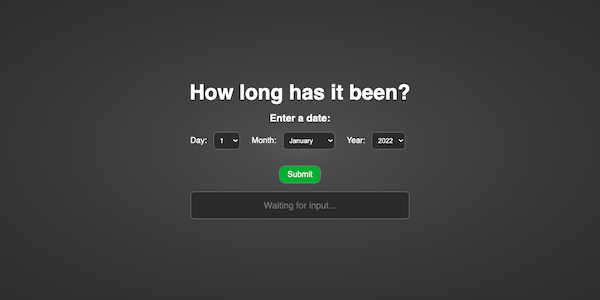 How long has it been?
Enter a date:
Day: 1 Month: January Year: 2022
Submit
Waiting for input...